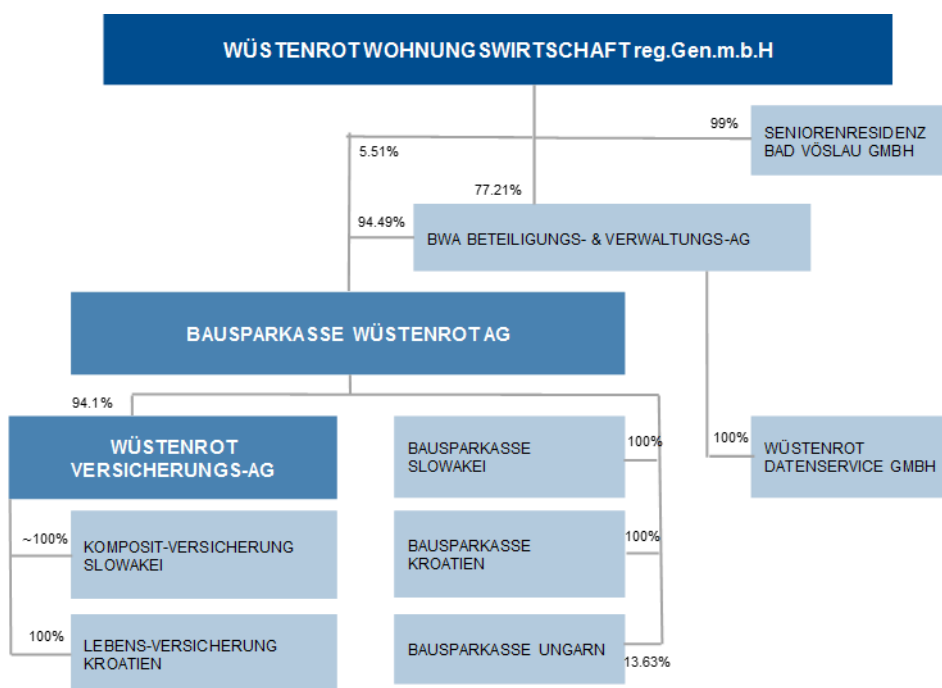 WÜSTENROT WOHNUNGSWIRTSCHAFT reg.Gen.m.b.H
99%
SENIORENRESIDENZ
BAD VÖSLAU GMBH
5.51%
77.21%
94.49%
BWA BETEILIGUNGS- & VERWALTUNGS-AG
BAUSPARKASSE WÜSTENROT AG
94.1%
WÜSTENROT
VERSICHERUNGS-AG
BAUSPARKASSE
SLOWAKEI
100%
100%
WÜSTENROT
DATENSERVICE GMBH
~100%
KOMPOSIT-VERSICHERUNG
SLOWAKEI
BAUSPARKASSE
KROATIEN
100%
100%
LEBENS-VERSICHERUNG
KROATIEN
BAUSPARKASSE UNGARN
13.63%